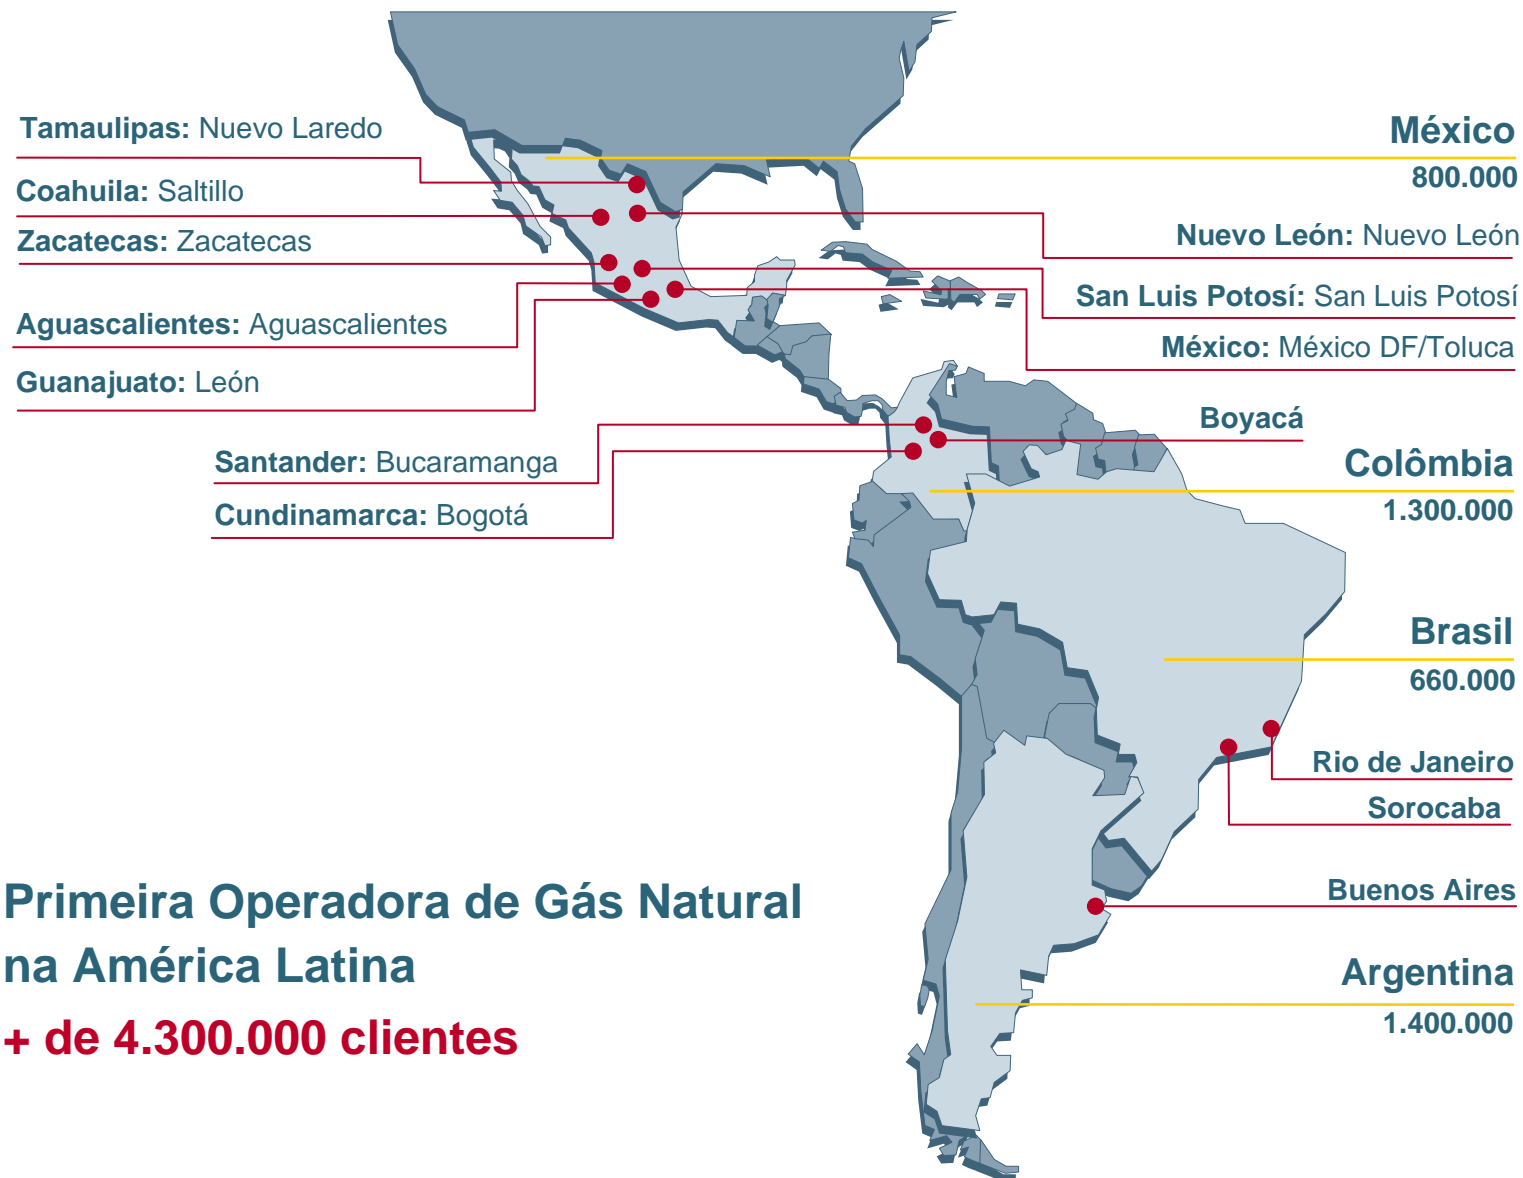 Tamaulipas: Nuevo Laredo
Coahuila: Saltillo
Zacatecas: Zacatecas
Aguascalientes: Aguascalientes
Guanajuato: León
México
800.000
Nuevo León: Nuevo León
San Luis Potosí: San Luis Potosí
México: México DF/Toluca
Santander: Bucaramanga
Cundinamarca: Bogotá
Boyacá
Colômbia
1.300.000
Brasil
660.000
Rio de Janeiro
Sorocaba
Buenos Aires
Argentina
1.400.000
Primeira Operadora de Gás Natural
na América Latina
+ de 4.300.000 clientes